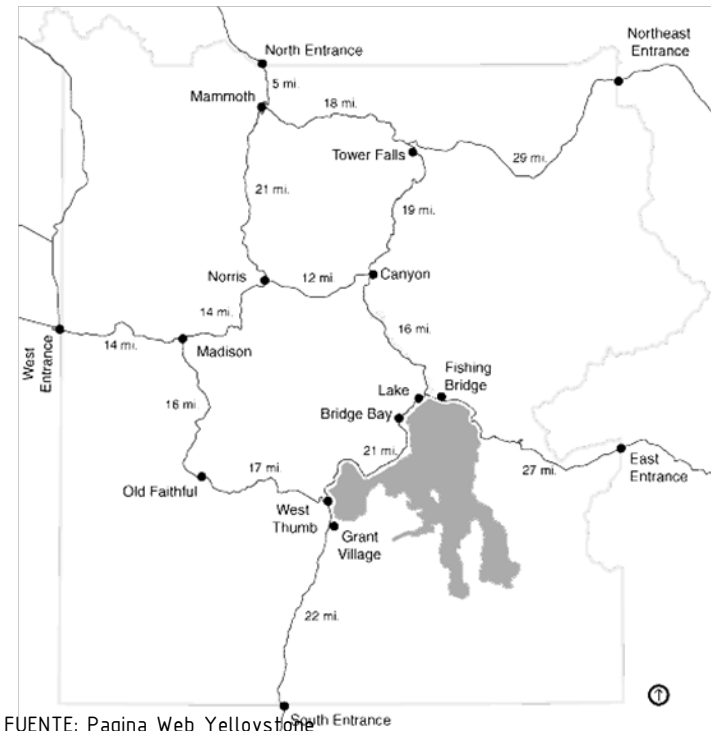 North Entrance
Northeast
Entrance
5 mi.
Mammoth
18 mi.
Tower Falls
29 mi.
21 mi.
19 mi.
Norris
12 mi.
Canyon
14 mi.
16 mi.
West
Entrance
14 mi.
Madison
Fishing
Bridge
Lake
16 mi
Bridge Bay
21 mi.
17 mi.
27 mi.
East
Entrance
Old Faithful
West
Thumb
Grant
Village
22 mi.
South Entrance
FUENTE: Pagina Web Yellovstone